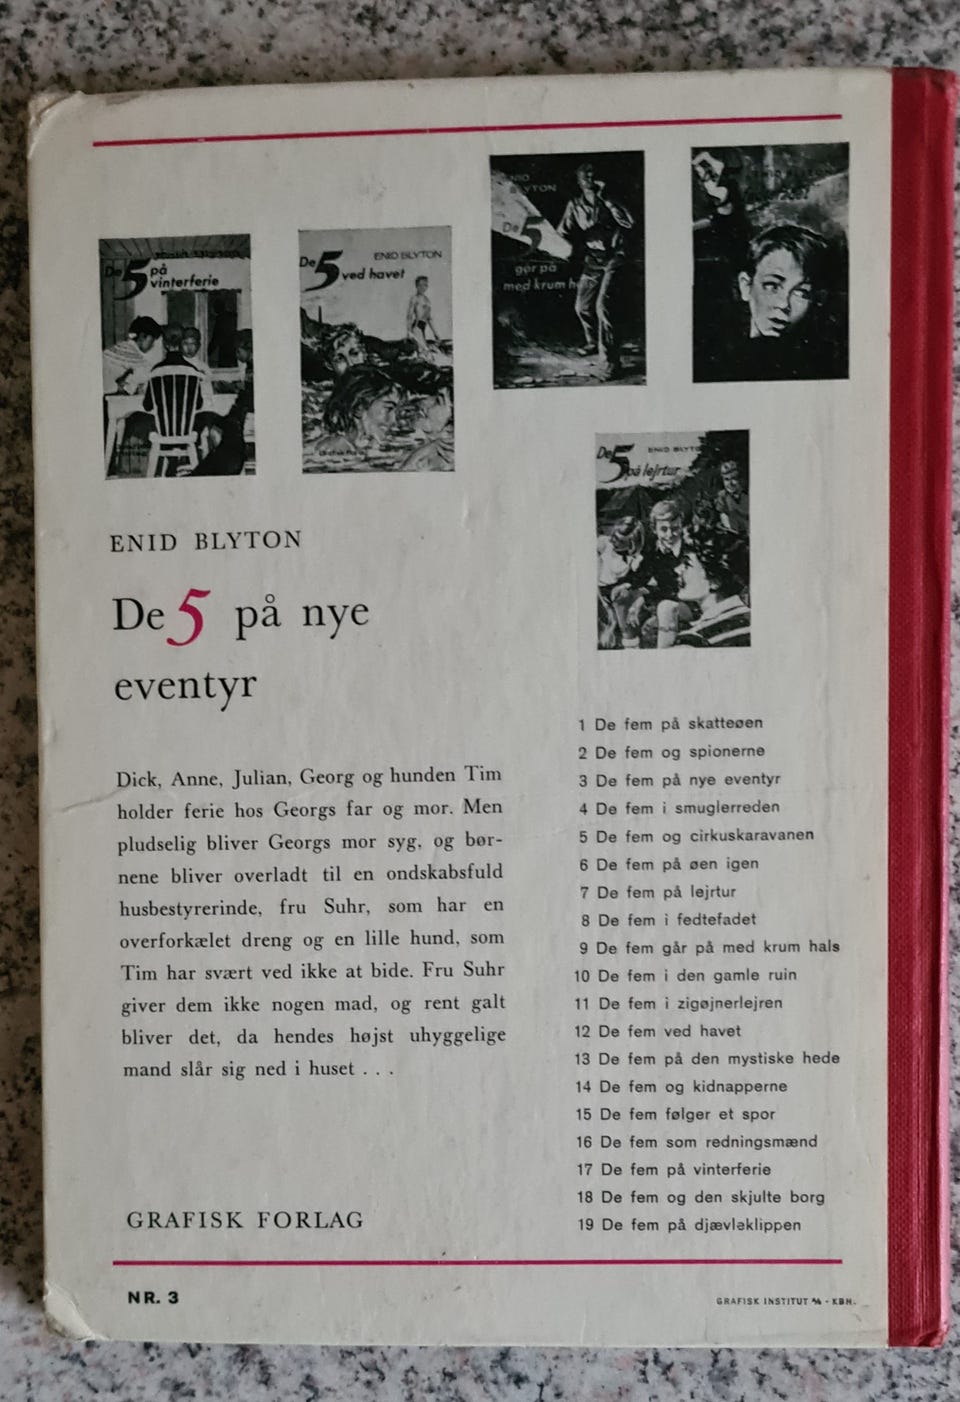 De 5 på
vinterferie
ENID BLYTON
De 5 ved havet
ENID
BLYTON
De 5
går på
med krum
De 5 på lejrtur
ENID BLYTON
De 5 på nye
eventyr
Dick, Anne, Julian, Georg og hunden Tim
holder ferie hos Georgs far og mor. Men
pludselig bliver Georgs mor syg, og bør-
nene bliver overladt til en ondskabsfuld
husbestyrerinde, fru Suhr, som har en
overforkælet dreng og en lille hund, som
Tim har svært ved ikke at bide. Fru Suhr
giver dem ikke nogen mad, og rent galt
bliver det, da hendes højst uhyggelige
mand slår sig ned i huset . . .
GRAFISK FORLAG
1 De fem på skatteøen
2 De fem og spionerne
3 De fem på nye eventyr
4 De fem i smuglerreden
5 De fem og cirkuskaravanen
6 De fem på øen igen
7 De fem på lejrtur
8 De fem i fedtefadet
9 De fem går på med krum hals
10 De fem i den gamle ruin
11 De fem i zigøjnerlejren
12 De fem ved havet
13 De fem på den mystiske hede
14 De fem og kidnapperne
15 De fem følger et spor
16 De fem som redningsmænd
17 De fem på vinterferie
18 De fem og den skjulte borg
19 De fem på djævleklippen
NR. 3
GRAFISK INSTITUT A/S - KBH.